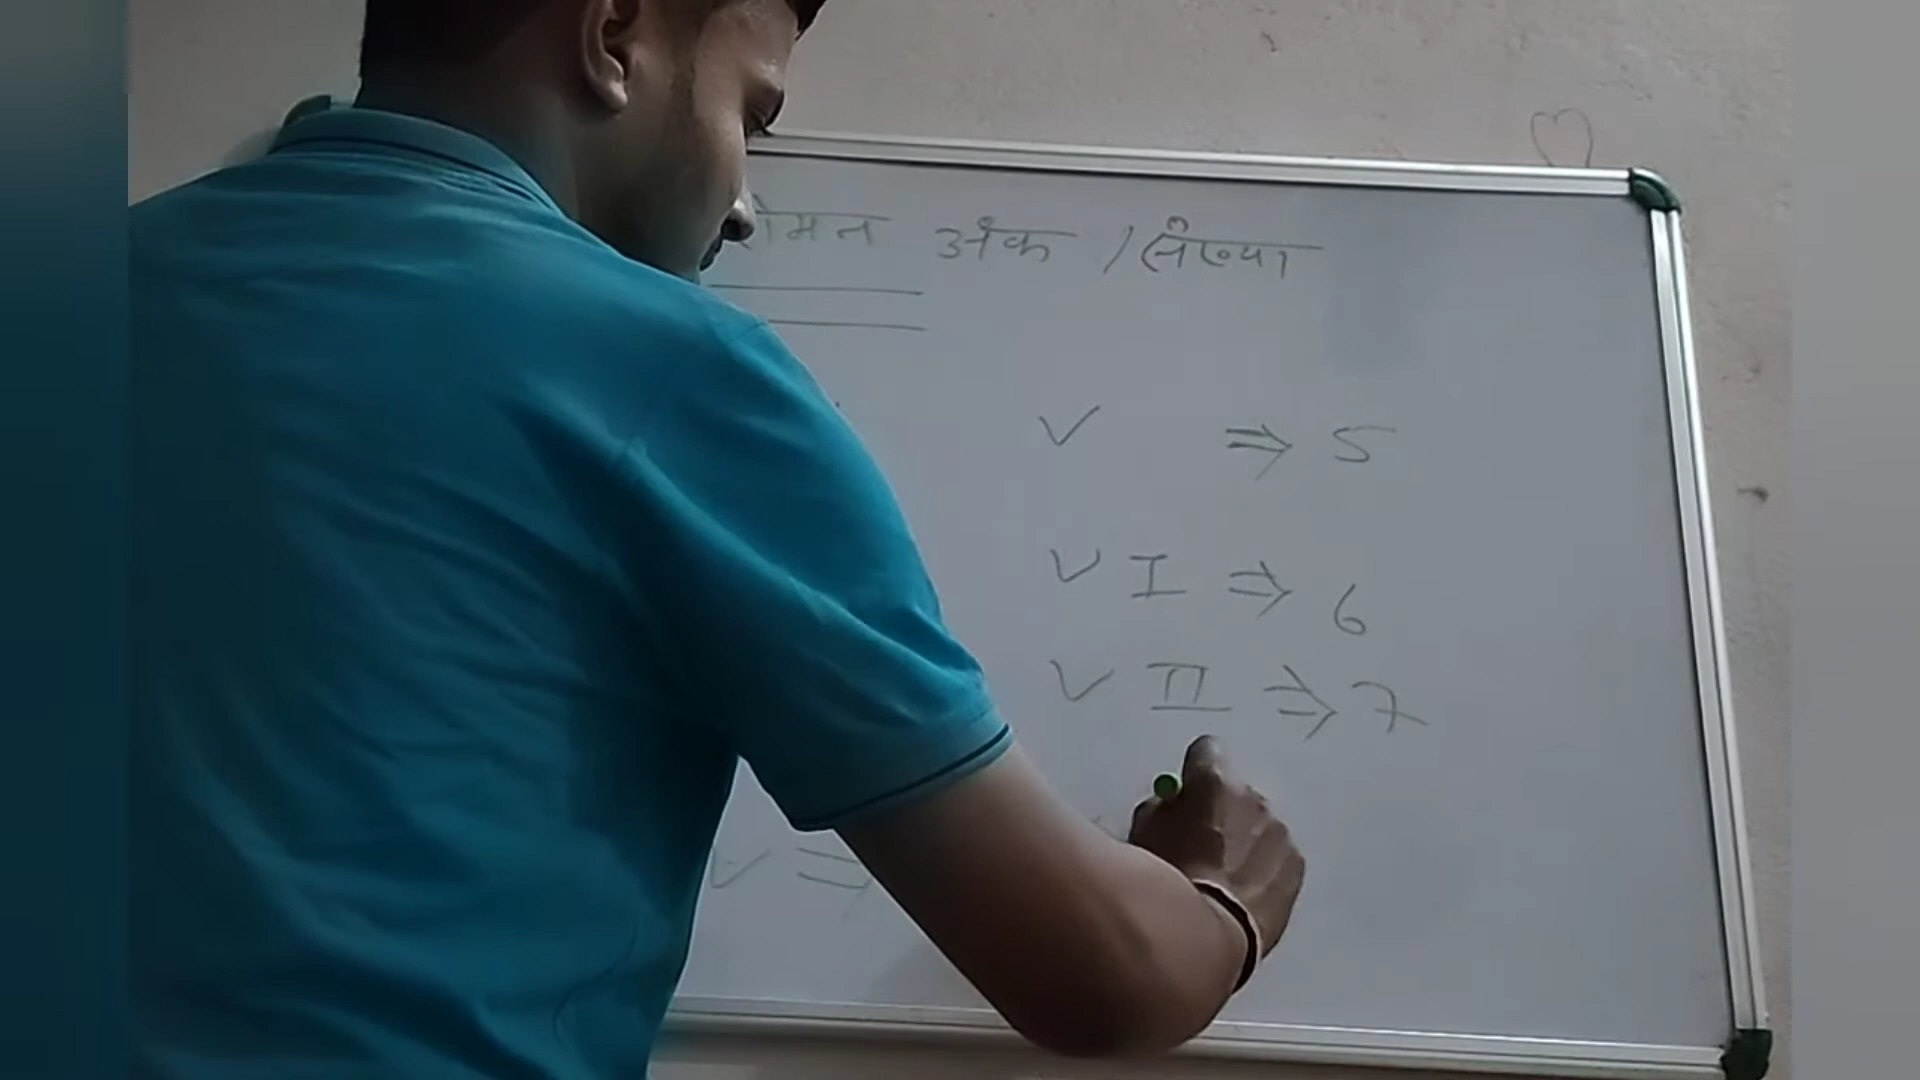 रोमन अंक / संख्या
V ⇒ 5
VI ⇒ 6
VII ⇒ 7
V ⇒